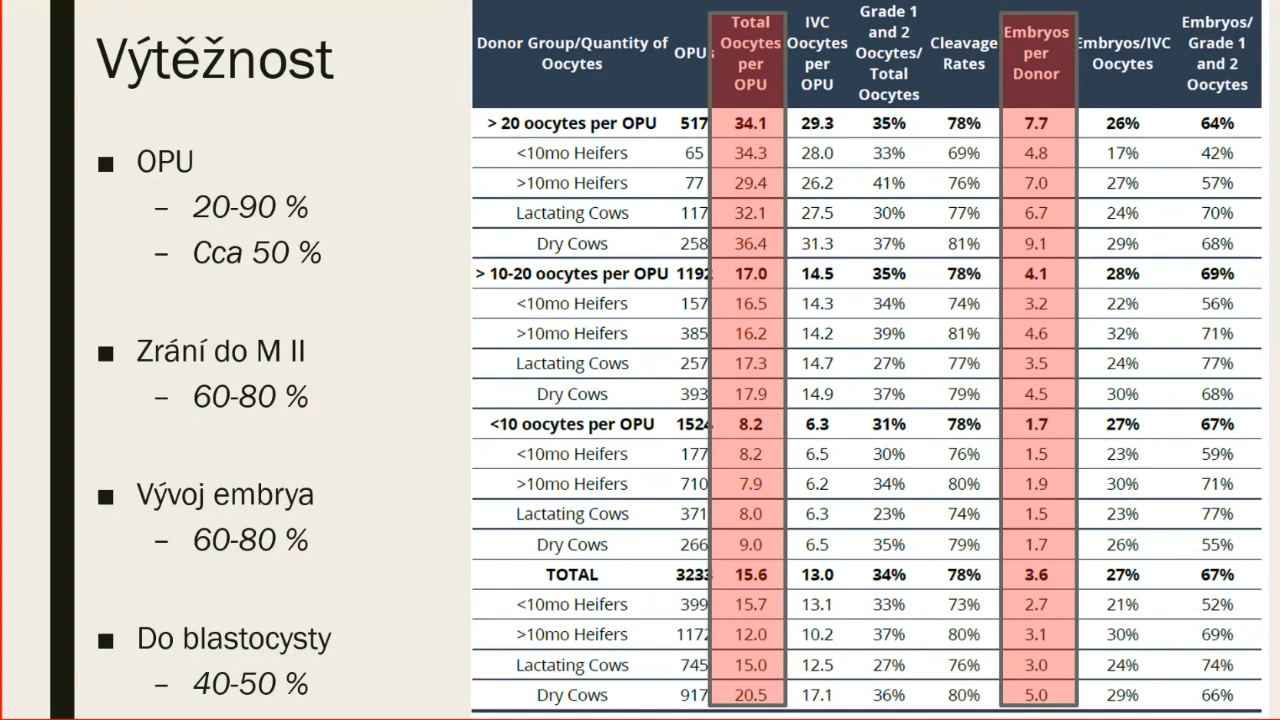 Výtěžnost
■ OPU
– 20-90 %
– Cca 50 %
■ Zrání do M II
– 60-80 %
■ Vývoj embrya
– 60-80 %
■ Do blastocysty
– 40-50 %
Donor Group/Quantity of Oocytes OPUs Total Oocytes per OPU IVC Oocytes per OPU Grade 1 and 2 Oocytes/ Total Oocytes Cleavage Rates Embryos per Donor Embryos/IVC Oocytes Embryos/ Grade 1 and 2 Oocytes
> 20 oocytes per OPU 517 34.1 29.3 35% 78% 7.7 26% 64%
<10mo Heifers 65 34.3 28.0 33% 69% 4.8 17% 42%
>10mo Heifers 77 29.4 26.2 41% 76% 7.0 27% 57%
Lactating Cows 117 32.1 27.5 30% 77% 6.7 24% 70%
Dry Cows 258 36.4 31.3 37% 81% 9.1 29% 68%
> 10-20 oocytes per OPU 1192 17.0 14.5 35% 78% 4.1 28% 69%
<10mo Heifers 157 16.5 14.3 34% 74% 3.2 22% 56%
>10mo Heifers 385 16.2 14.2 39% 81% 4.6 32% 71%
Lactating Cows 257 17.3 14.7 27% 77% 3.5 24% 77%
Dry Cows 393 17.9 14.9 37% 79% 4.5 30% 68%
<10 oocytes per OPU 1524 8.2 6.3 31% 78% 1.7 27% 67%
<10mo Heifers 177 8.2 6.5 30% 76% 1.5 23% 59%
>10mo Heifers 710 7.9 6.2 34% 80% 1.9 30% 71%
Lactating Cows 371 8.0 6.3 23% 74% 1.5 23% 77%
Dry Cows 266 9.0 6.5 35% 79% 1.7 26% 55%
TOTAL 3233 15.6 13.0 34% 78% 3.6 27% 67%
<10mo Heifers 399 15.7 13.1 33% 73% 2.7 21% 52%
>10mo Heifers 1172 12.0 10.2 37% 80% 3.1 30% 69%
Lactating Cows 745 15.0 12.5 27% 76% 3.0 24% 74%
Dry Cows 917 20.5 17.1 36% 80% 5.0 29% 66%